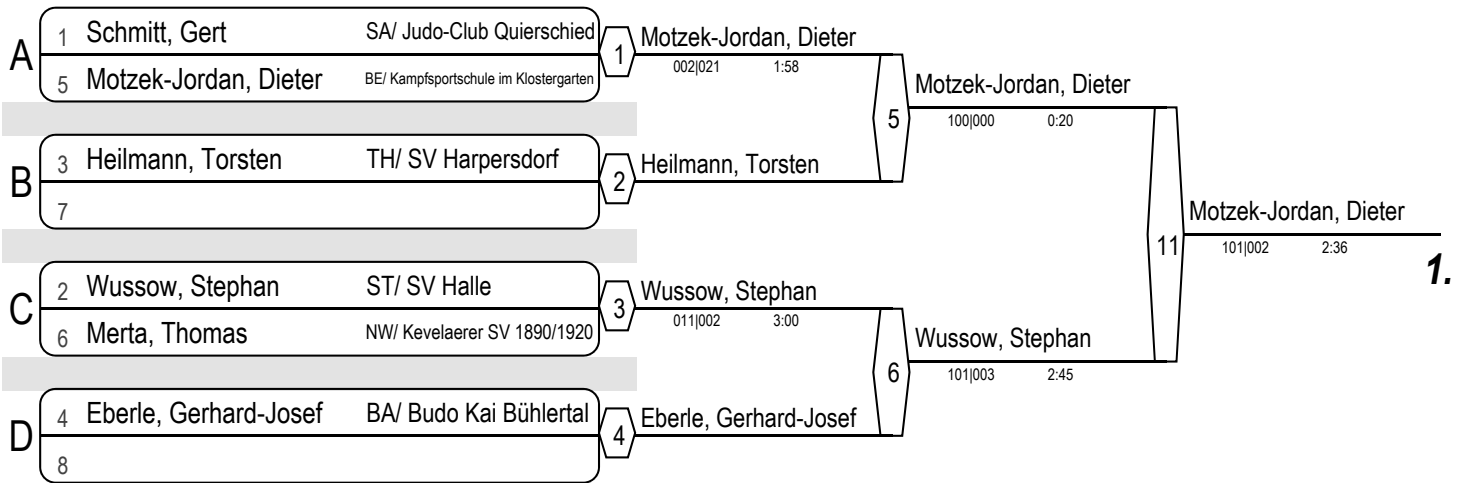 A
1 Schmitt, Gert SA/ Judo-Club Quierschied
5 Motzek-Jordan, Dieter BE/ Kampfsportschule im Klostergarten
1
Motzek-Jordan, Dieter
002|021 1:58
B
3 Heilmann, Torsten TH/ SV Harpersdorf
7
2
Heilmann, Torsten
5
Motzek-Jordan, Dieter
100|000 0:20
C
2 Wussow, Stephan ST/ SV Halle
6 Merta, Thomas NW/ Kevelaerer SV 1890/1920
3
Wussow, Stephan
011|002 3:00
D
4 Eberle, Gerhard-Josef BA/ Budo Kai Bühlertal
8
4
Eberle, Gerhard-Josef
6
Wussow, Stephan
101|003 2:45
11
Motzek-Jordan, Dieter
101|002 2:36
1.